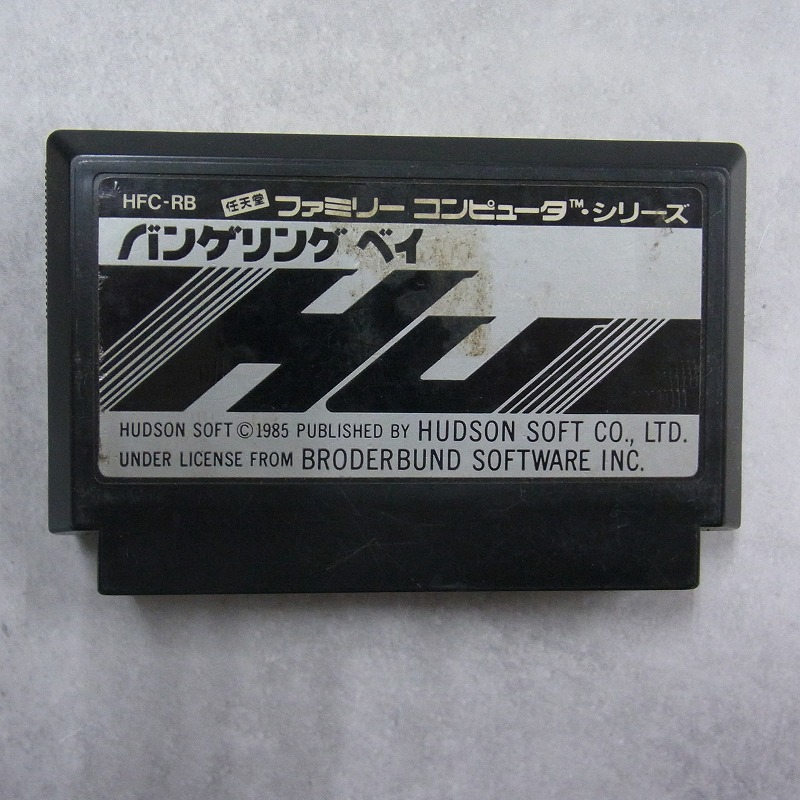 HFC-RB 任天堂 ファミリー コンピュータ™・シリーズ
バンゲリング ベイ
HU
HUDSON SOFT ©1985 PUBLISHED BY HUDSON SOFT CO., LTD.
UNDER LICENSE FROM BRODERBUND SOFTWARE INC.